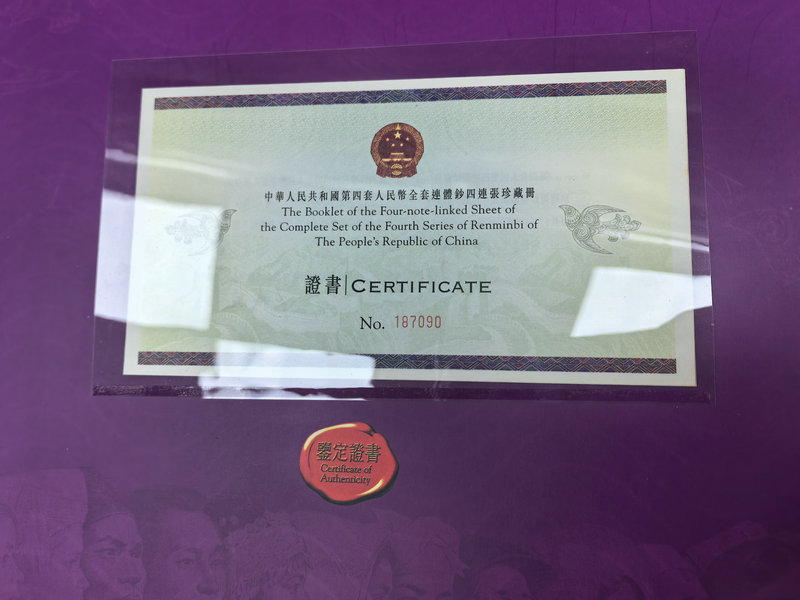 中華人民共和國第四套人民幣全套連體鈔四連張珍藏冊
The Booklet of the Four-note-linked Sheet of
the Complete Set of the Fourth Series of Renminbi of
The People's Republic of China
證書|CERTIFICATE
No. 187090
鑒定證書
Certificate of
Authenticity